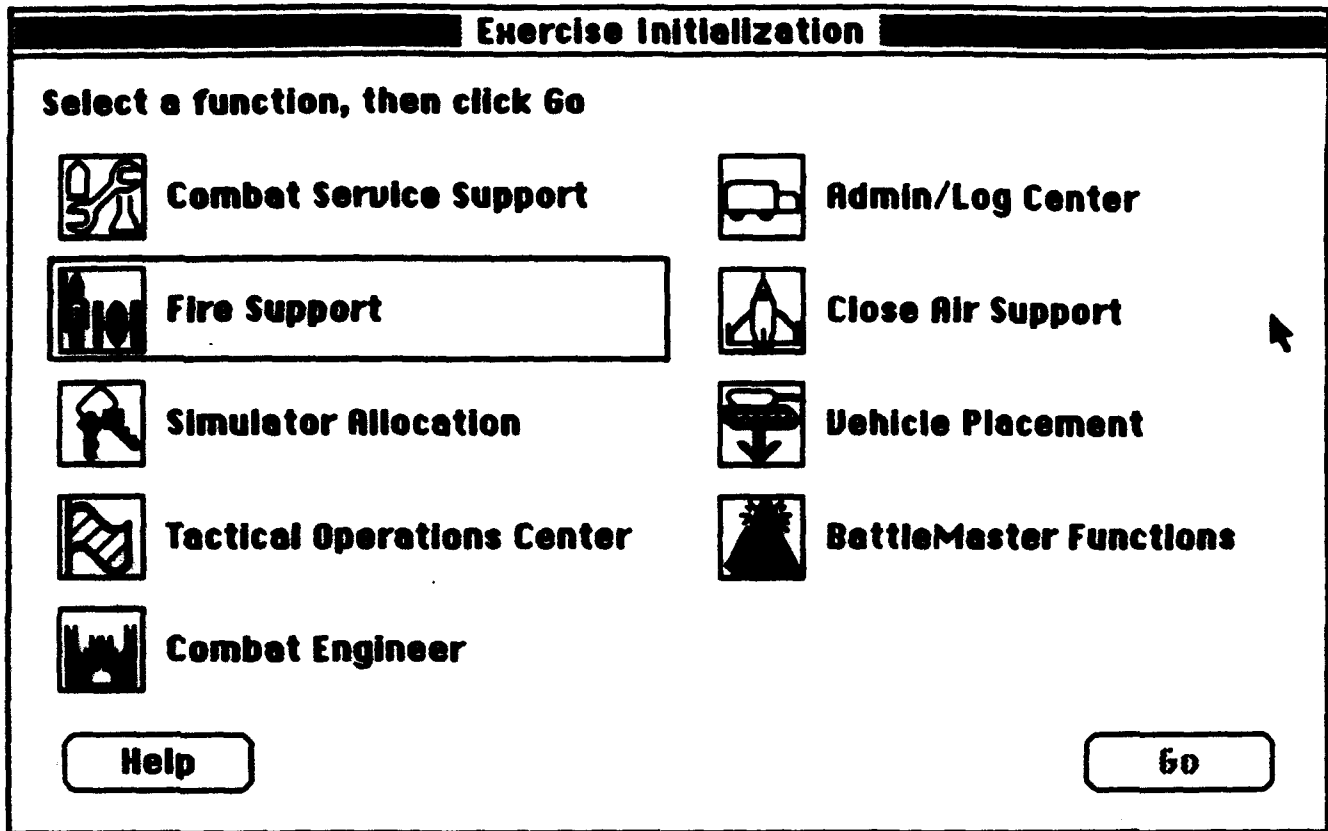 Exercise Initialization
Select a function, then click Go
Combat Service Support
Admin/Log Center
Fire Support
Close Air Support
Simulator Allocation
Vehicle Placement
Tactical Operations Center
BattleMaster Functions
Combat Engineer
Help
Go